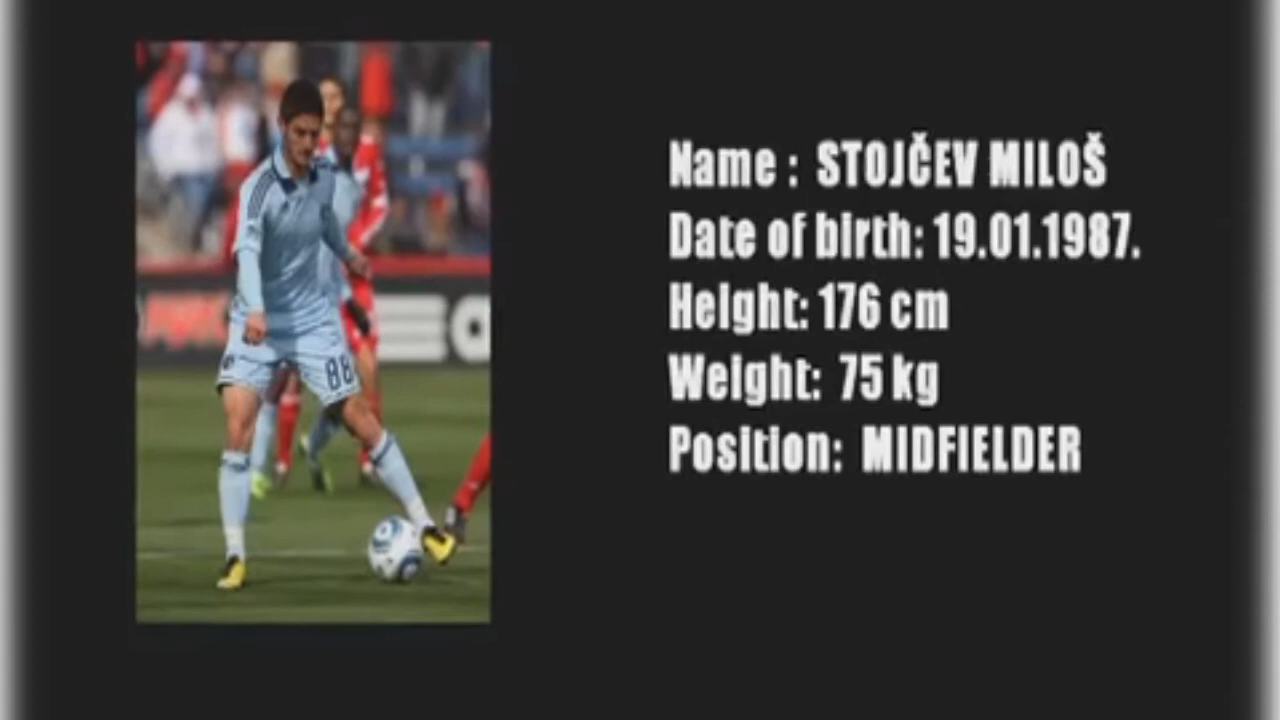 Name : STOJČEV MILOŠ
Date of birth: 19.01.1987.
Height: 176 cm
Weight: 75 kg
Position: MIDFIELDER
88